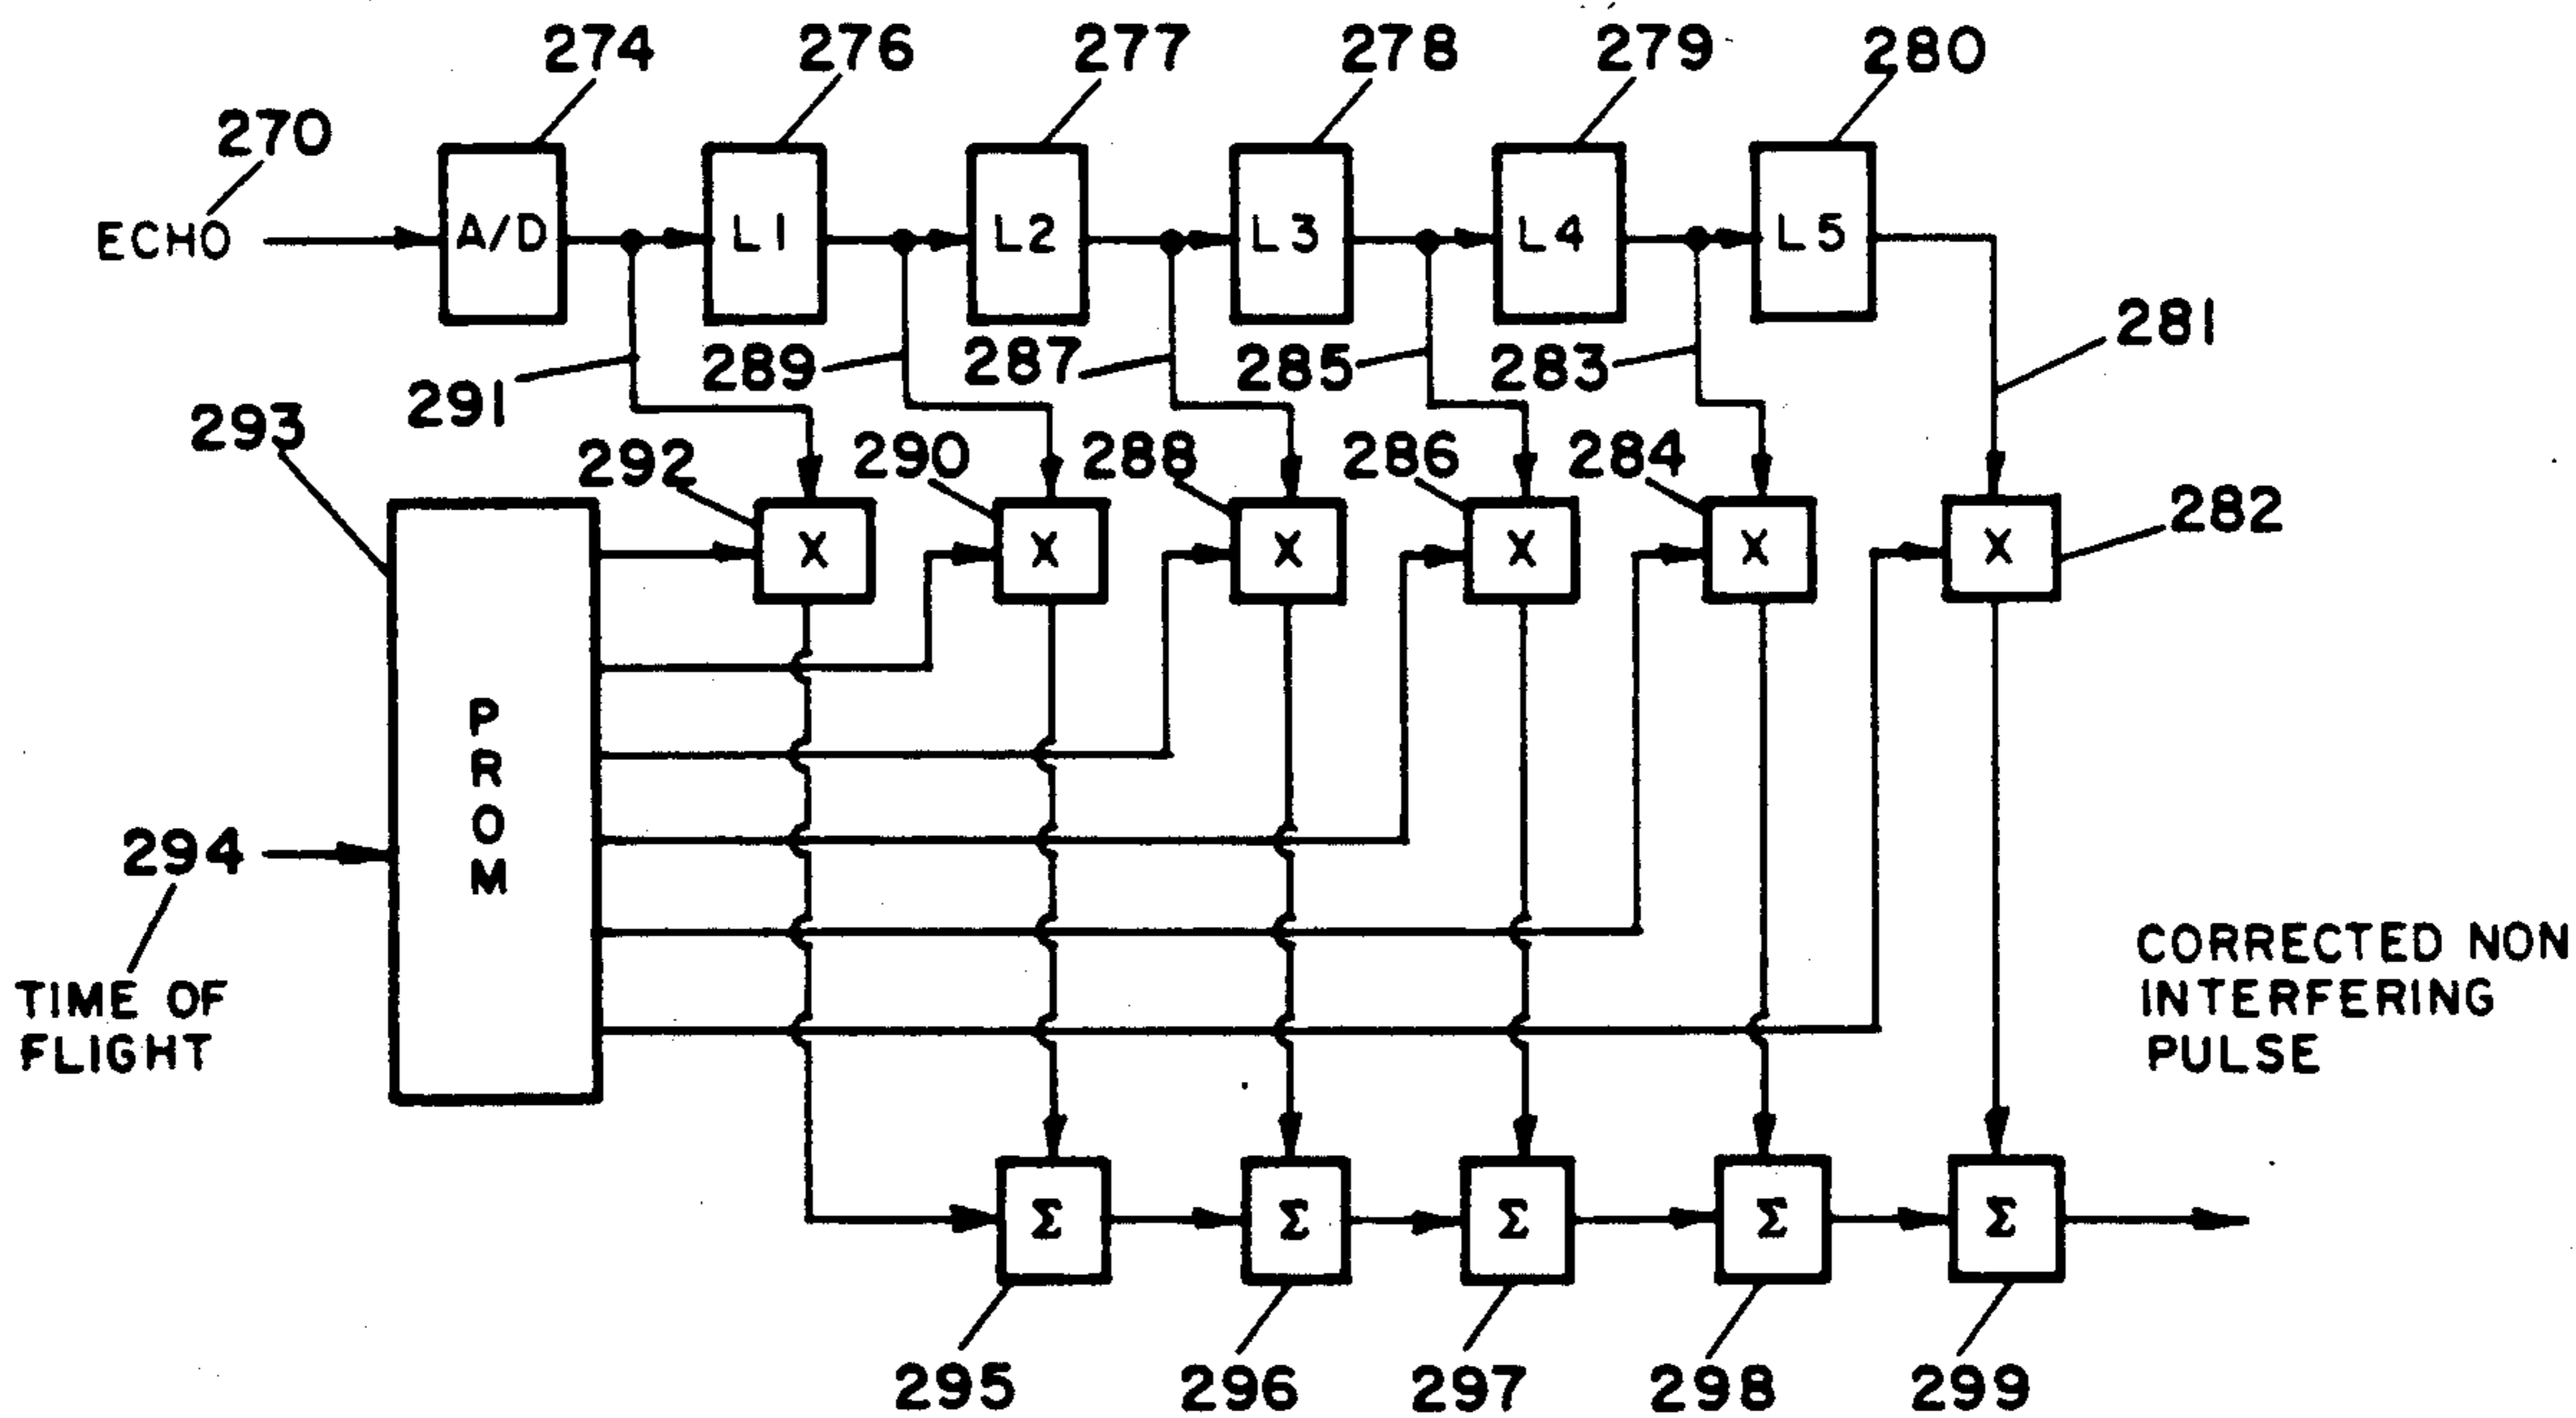 274 276 277 278 279 280
270
ECHO A/D L1 L2 L3 L4 L5
281
291 289 287 285 283
293
292 290 288 286 284 282
X X X X X X
PROM
294
TIME OF
FLIGHT
CORRECTED NON
INTERFERING
PULSE
Σ Σ Σ Σ Σ
295 296 297 298 299